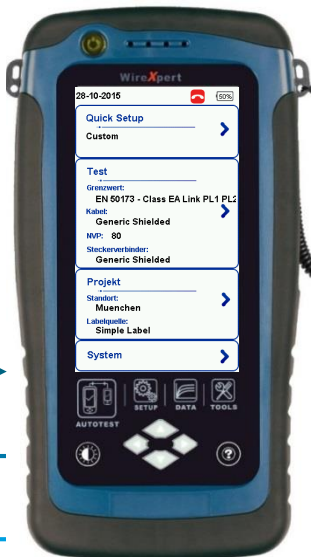 WireXpert
28-10-2015
50%
Quick Setup
Custom
Test
Grenzwert:
EN 50173 - Class EA Link PL1 PL2
Kabel:
Generic Shielded
NVP: 80
Steckerverbinder:
Generic Shielded
Projekt
Standort:
Muenchen
Labelquelle:
Simple Label
System
AUTOTEST
SETUP
DATA
TOOLS
?